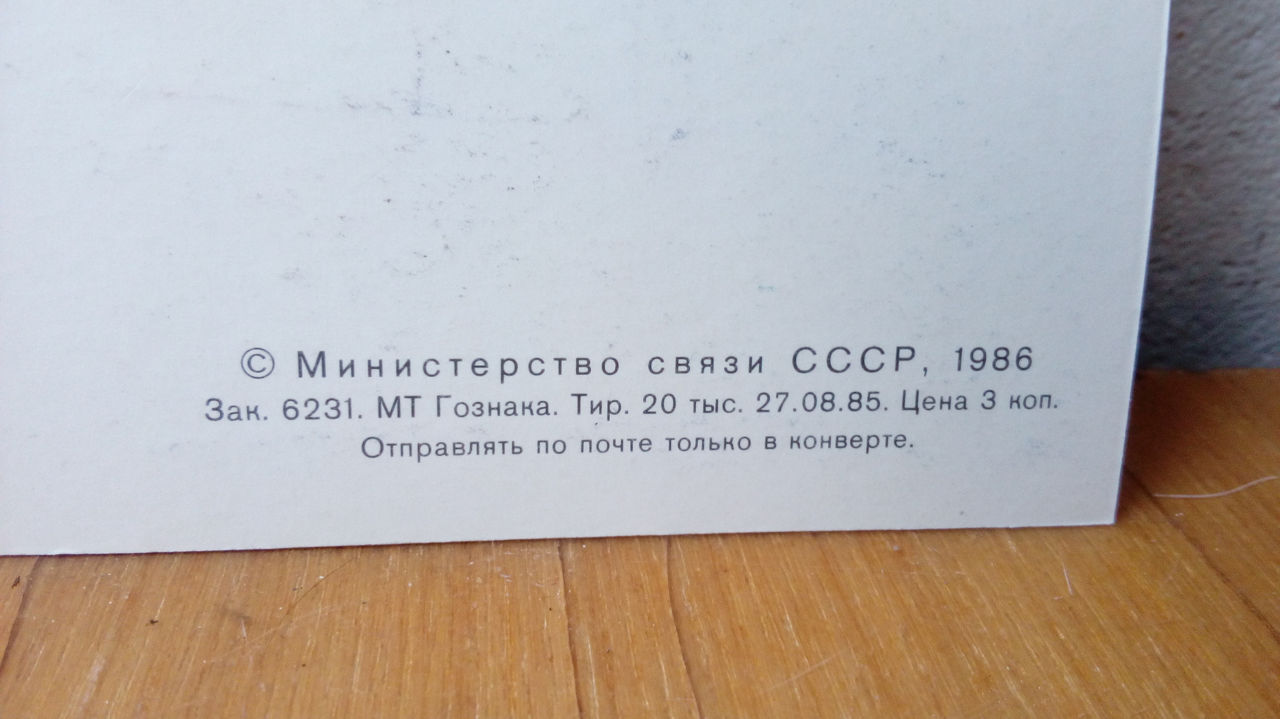 © Министерство связи СССР, 1986
Зак. 6231. МТ Гознака. Тир. 20 тыс. 27.08.85. Цена 3 коп.
Отправлять по почте только в конверте.